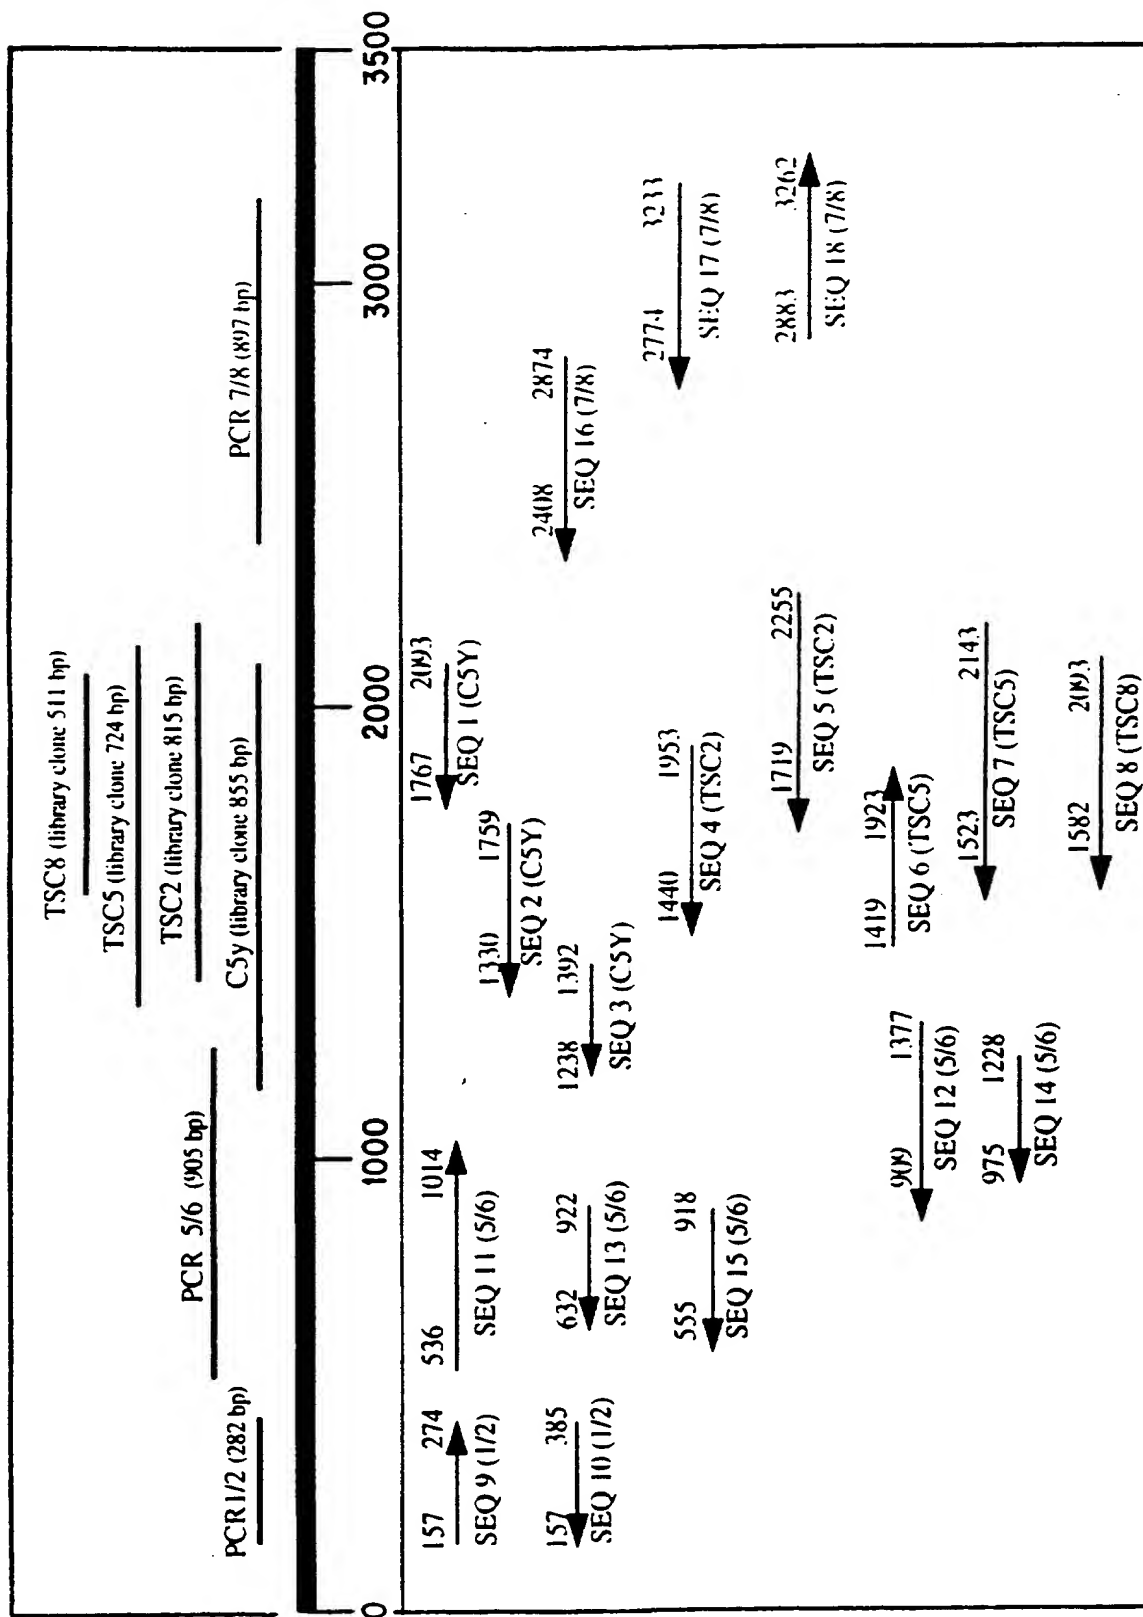 TSC8 (library clone 511 bp)
TSC5 (library clone 724 bp)
TSC2 (library clone 815 bp)
C5y (library clone 855 bp)
PCR 5/6 (905 bp)
PCR1/2 (282 bp)
PCR 7/8 (897 bp)
0
1000
2000
3000
3500
157 274
SEQ 9 (1/2)
536 1014
SEQ 11 (5/6)
1767 2093
SEQ 1 (C5Y)
1330 1759
SEQ 2 (C5Y)
157 385
SEQ 10 (1/2)
632 922
SEQ 13 (5/6)
1238 1392
SEQ 3 (C5Y)
2408 2874
SEQ 16 (7/8)
555 918
SEQ 15 (5/6)
1440 1953
SEQ 4 (TSC2)
2774 3233
SEQ 17 (7/8)
1719 2255
SEQ 5 (TSC2)
2883 3262
SEQ 18 (7/8)
909 1377
SEQ 12 (5/6)
1419 1923
SEQ 6 (TSC5)
975 1228
SEQ 14 (5/6)
1523 2143
SEQ 7 (TSC5)
1582 2093
SEQ 8 (TSC8)